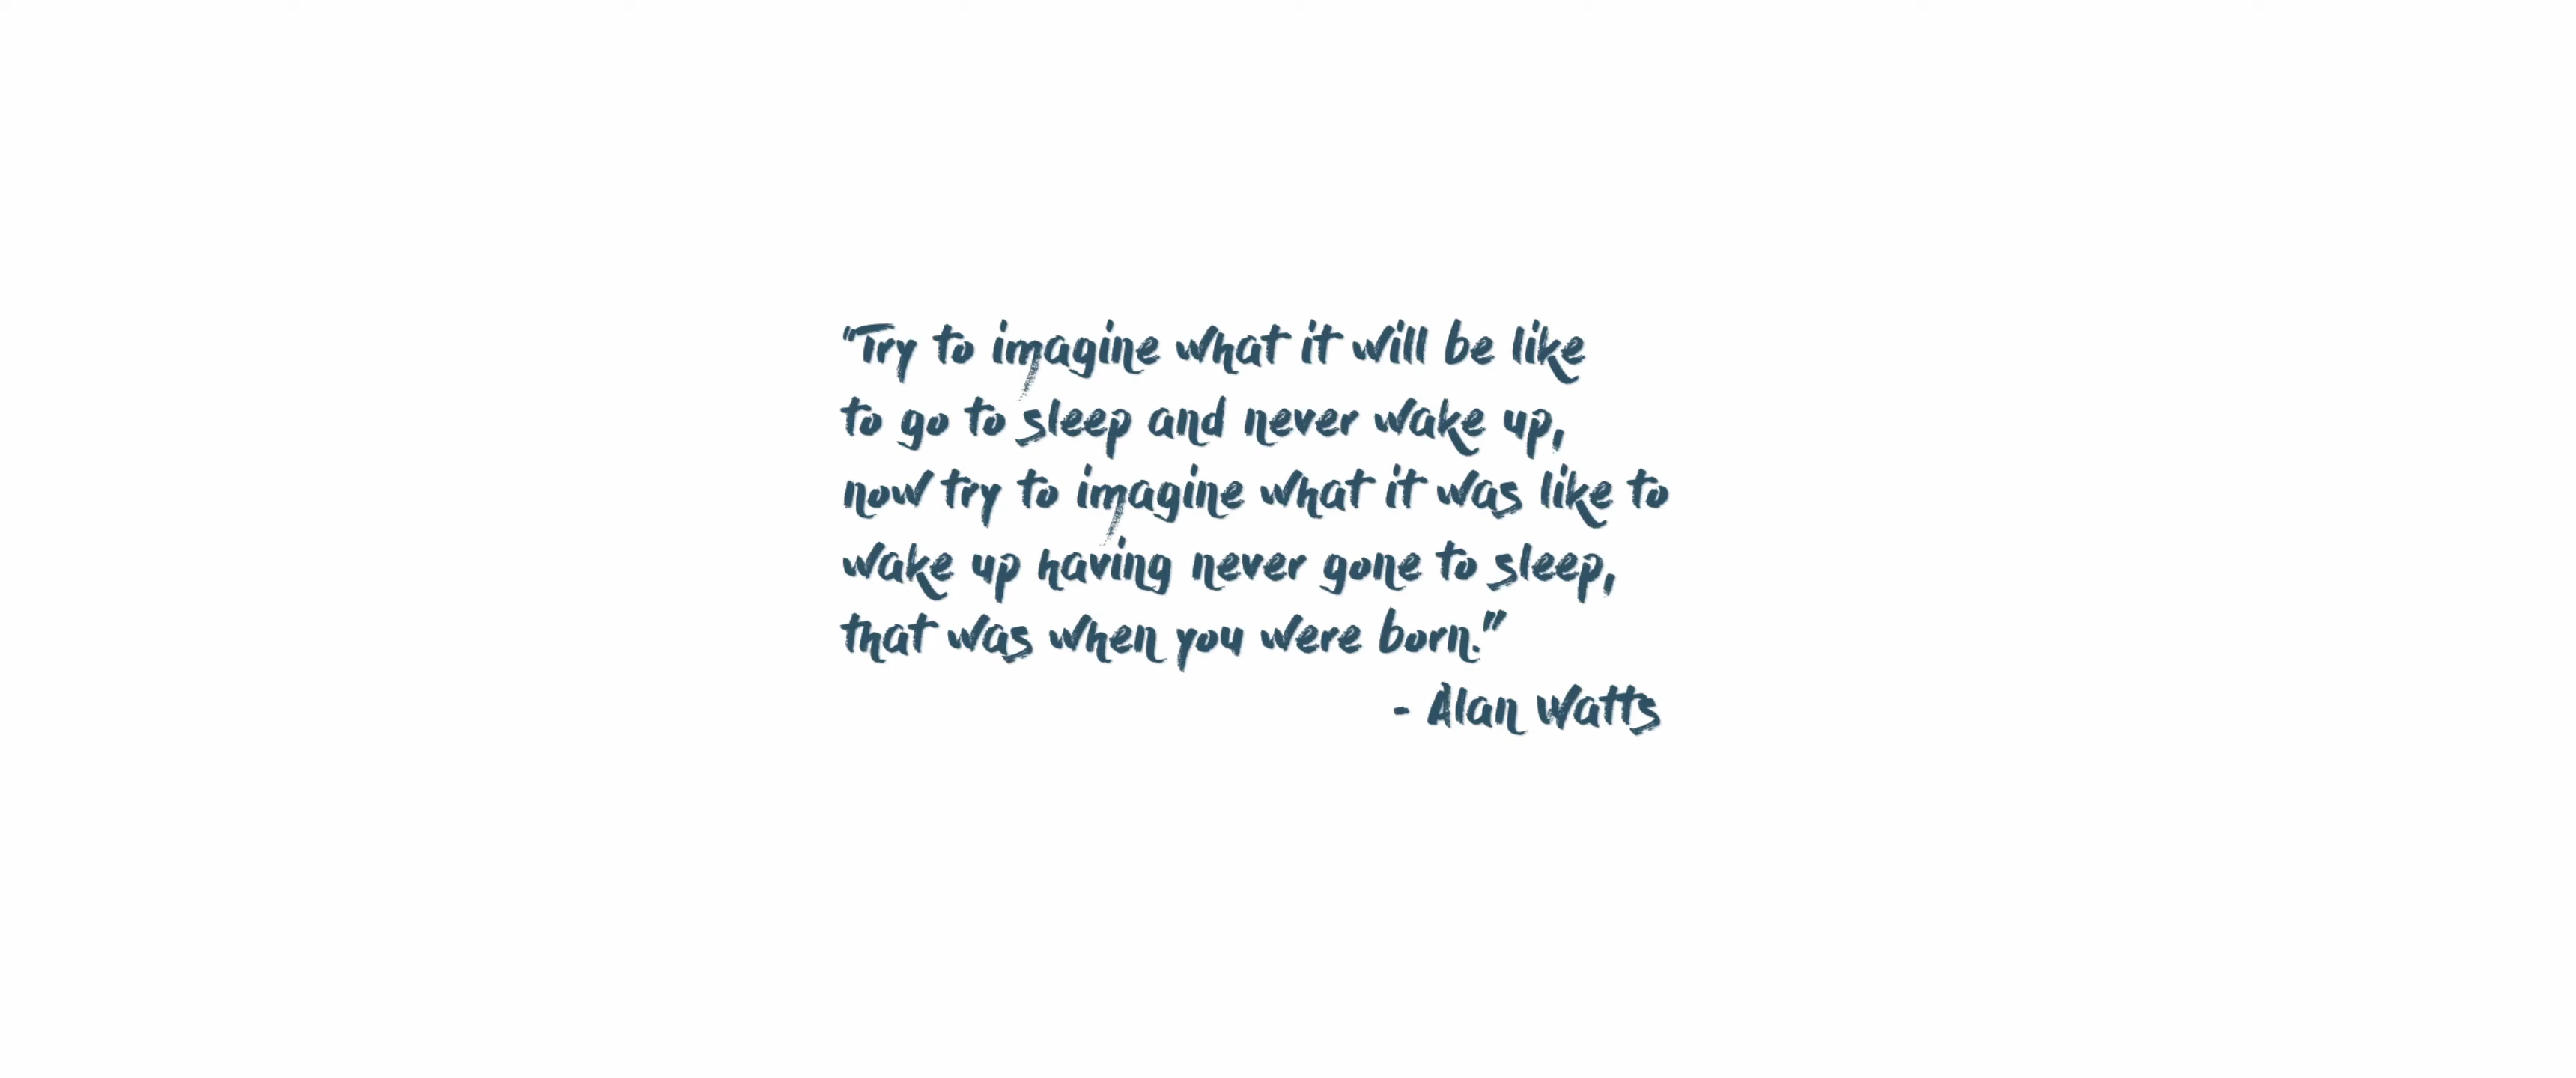 "Try to imagine what it will be like
to go to sleep and never wake up,
now try to imagine what it was like to
wake up having never gone to sleep,
that was when you were born."
- Alan Watts